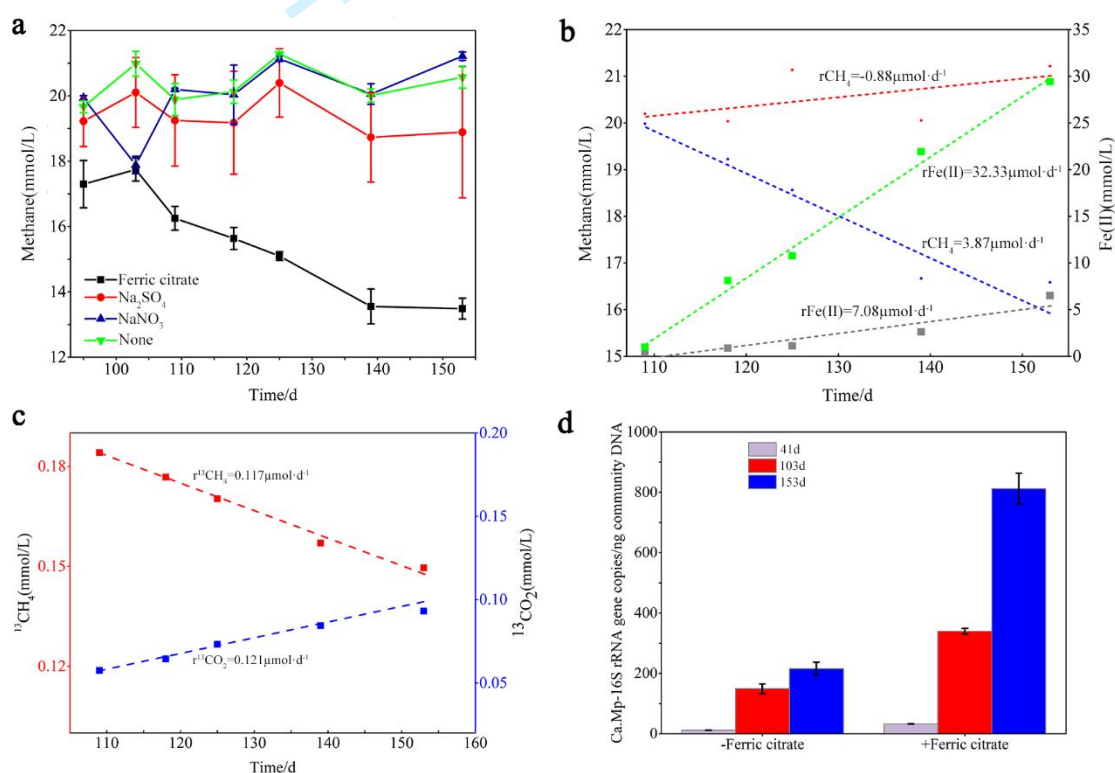 a
22
21
20
18
16
14
12
Methane(mmol/L)
Ferric citrate
Na₂SO₄
NaNO₃
None
100
110
120
130
140
150
Time/d
b
22
21
20
19
18
17
16
15
Methane(mmol/L)
35
30
25
20
15
10
5
0
Fe(II)(mmol/L)
rCH₄=-0.88μmol·d⁻¹
rFe(II)=32.33μmol·d⁻¹
rCH₄=3.87μmol·d⁻¹
rFe(II)=7.08μmol·d⁻¹
110
120
130
140
150
Time/d
c
0.18
0.15
0.12
¹³CH₄(mmol/L)
0.20
0.15
0.10
0.05
¹³CO₂(mmol/L)
r¹³CH₄=0.117μmol·d⁻¹
r¹³CO₂=0.121μmol·d⁻¹
110
120
130
140
150
160
Time/d
d
1000
800
600
400
200
0
Ca.Mp-16S rRNA gene copies/ng community DNA
41d
103d
153d
-Ferric citrate
+Ferric citrate